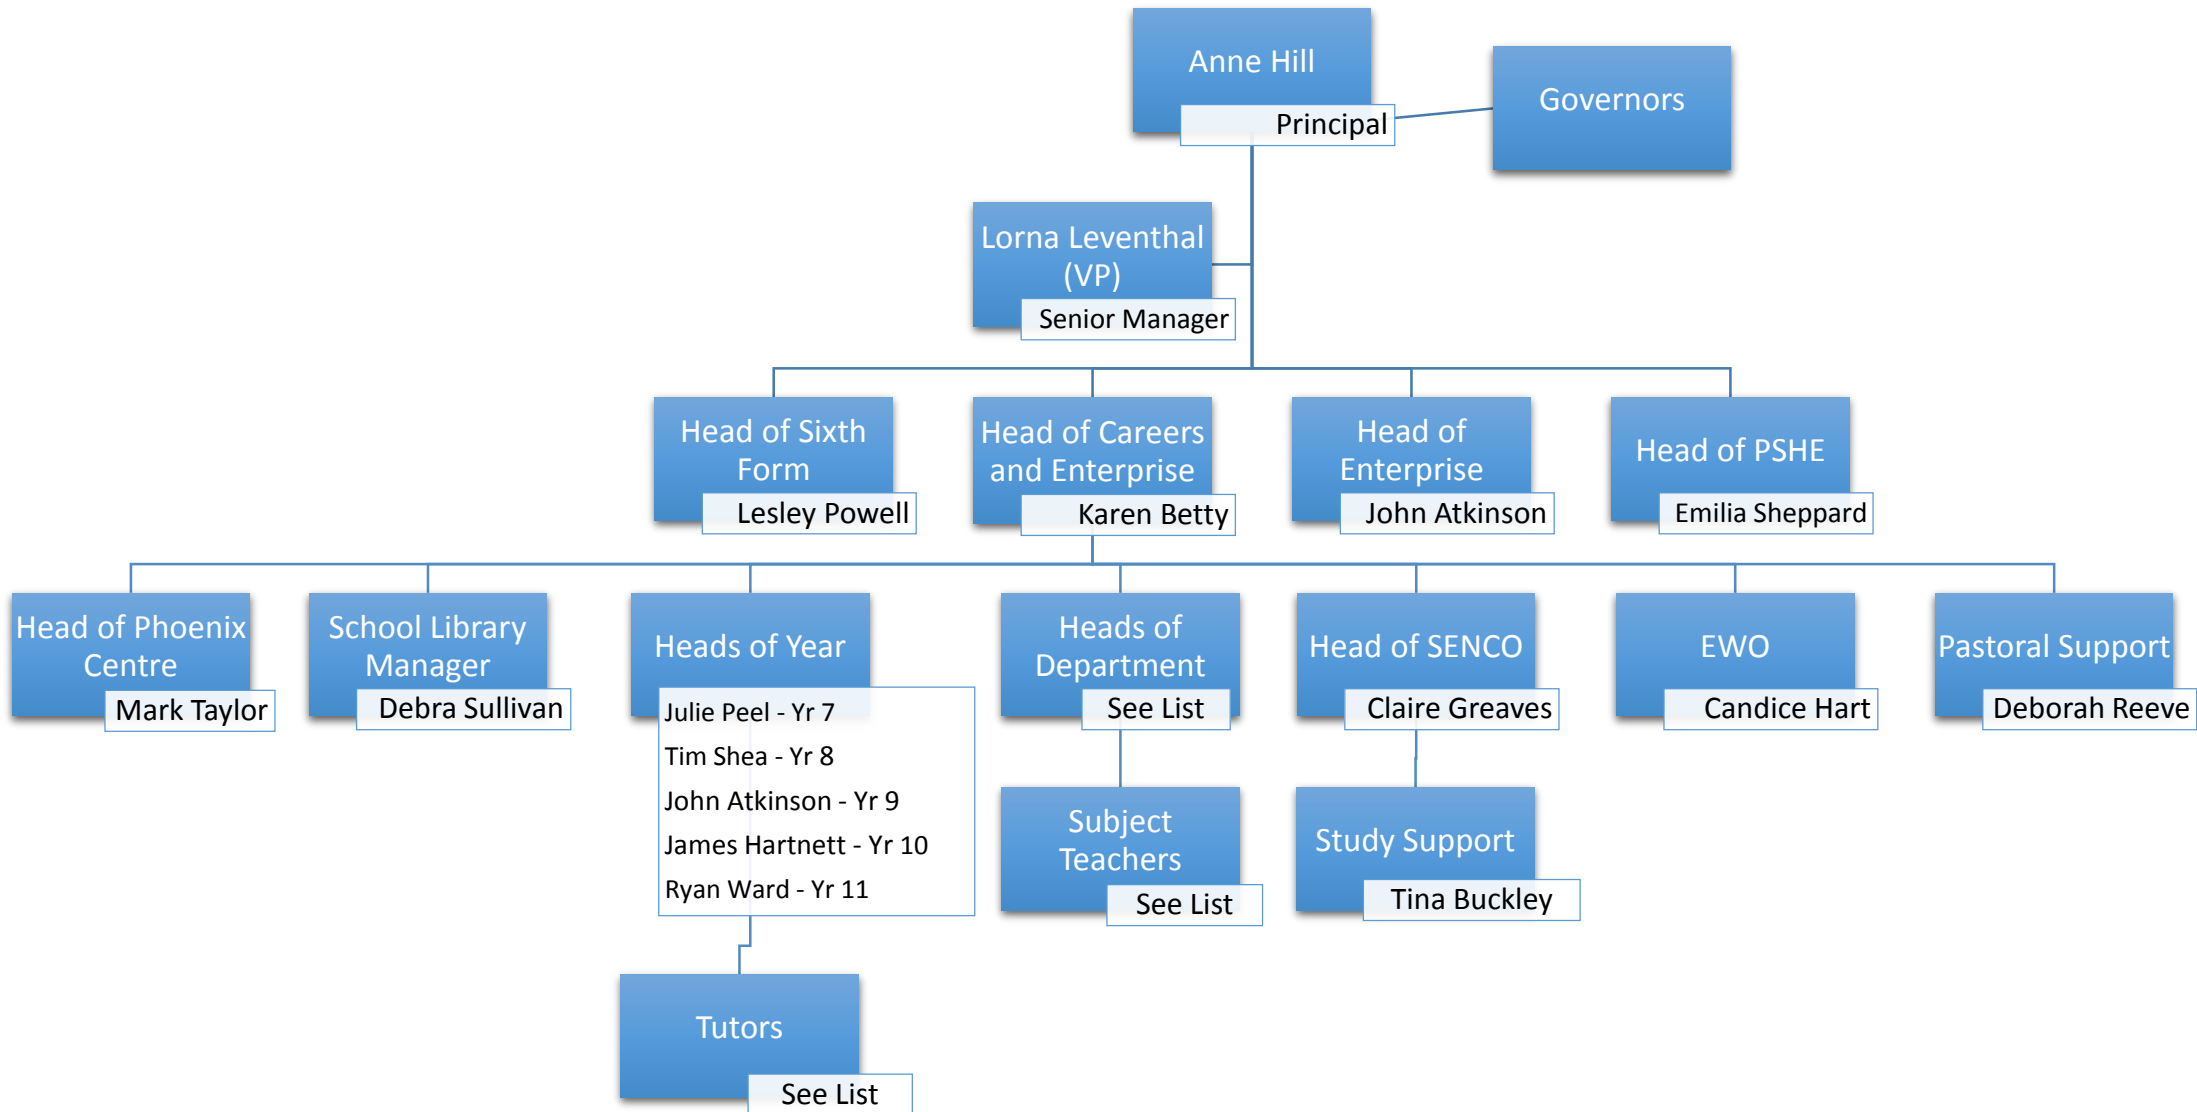 Anne Hill
Principal
Governors
Lorna Leventhal
(VP)
Senior Manager
Head of Sixth
Form
Lesley Powell
Head of Careers
and Enterprise
Karen Betty
Head of
Enterprise
John Atkinson
Head of PSHE
Emilia Sheppard
Head of Phoenix
Centre
Mark Taylor
School Library
Manager
Debra Sullivan
Heads of Year
Julie Peel - Yr 7
Tim Shea - Yr 8
John Atkinson - Yr 9
James Hartnett - Yr 10
Ryan Ward - Yr 11
Heads of
Department
See List
Head of SENCO
Claire Greaves
EWO
Candice Hart
Pastoral Support
Deborah Reeve
Subject
Teachers
See List
Study Support
Tina Buckley
Tutors
See List